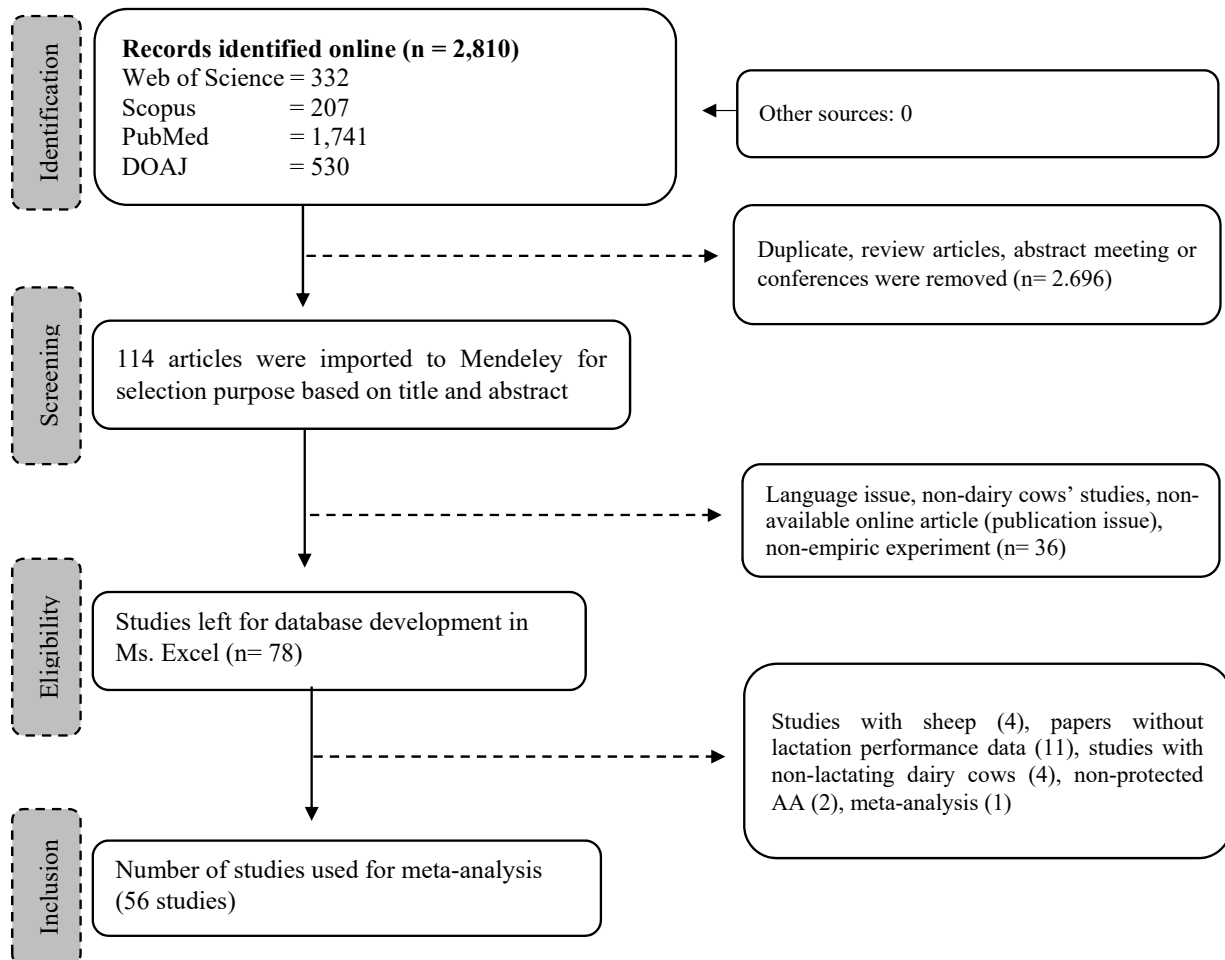 Identification
Records identified online (n = 2,810)
Web of Science = 332
Scopus = 207
PubMed = 1,741
DOAJ = 530
Other sources: 0
Duplicate, review articles, abstract meeting or
conferences were removed (n= 2.696)
Screening
114 articles were imported to Mendeley for
selection purpose based on title and abstract
Language issue, non-dairy cows’ studies, non-
available online article (publication issue),
non-empiric experiment (n= 36)
Eligibility
Studies left for database development in
Ms. Excel (n= 78)
Studies with sheep (4), papers without
lactation performance data (11), studies with
non-lactating dairy cows (4), non-protected
AA (2), meta-analysis (1)
Inclusion
Number of studies used for meta-analysis
(56 studies)